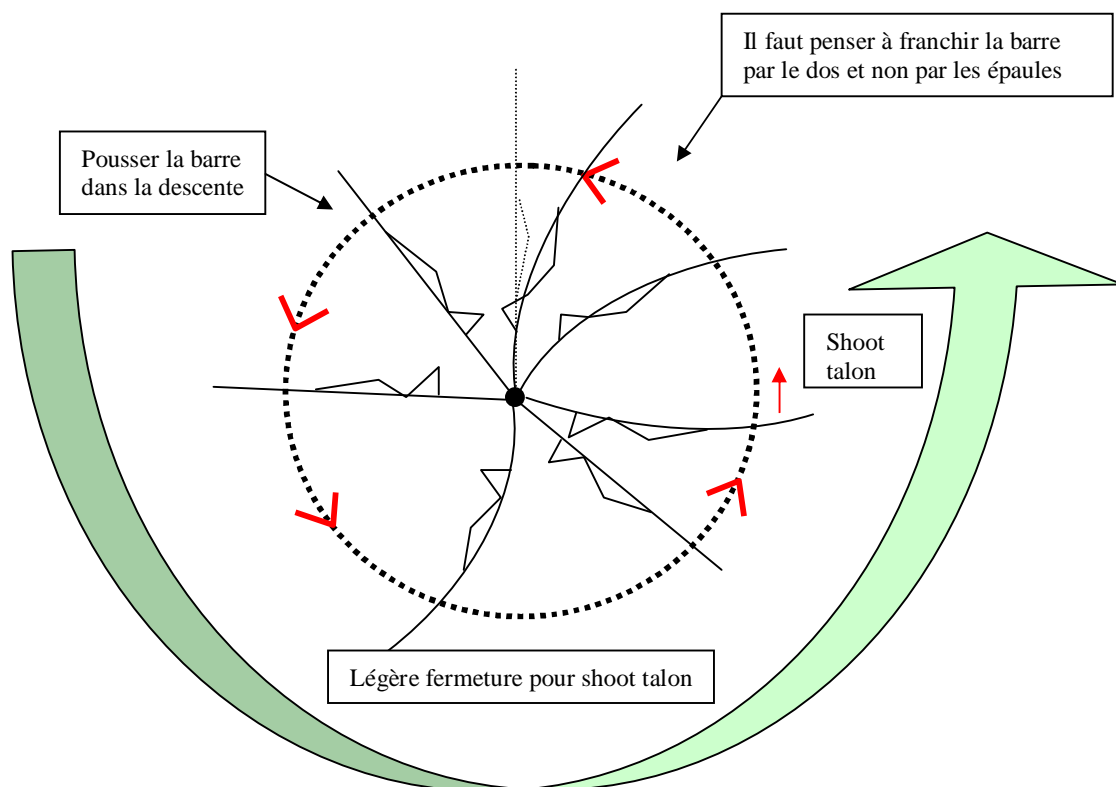 Il faut penser à franchir la barre
par le dos et non par les épaules
Pousser la barre
dans la descente
Shoot
talon
Légère fermeture pour shoot talon